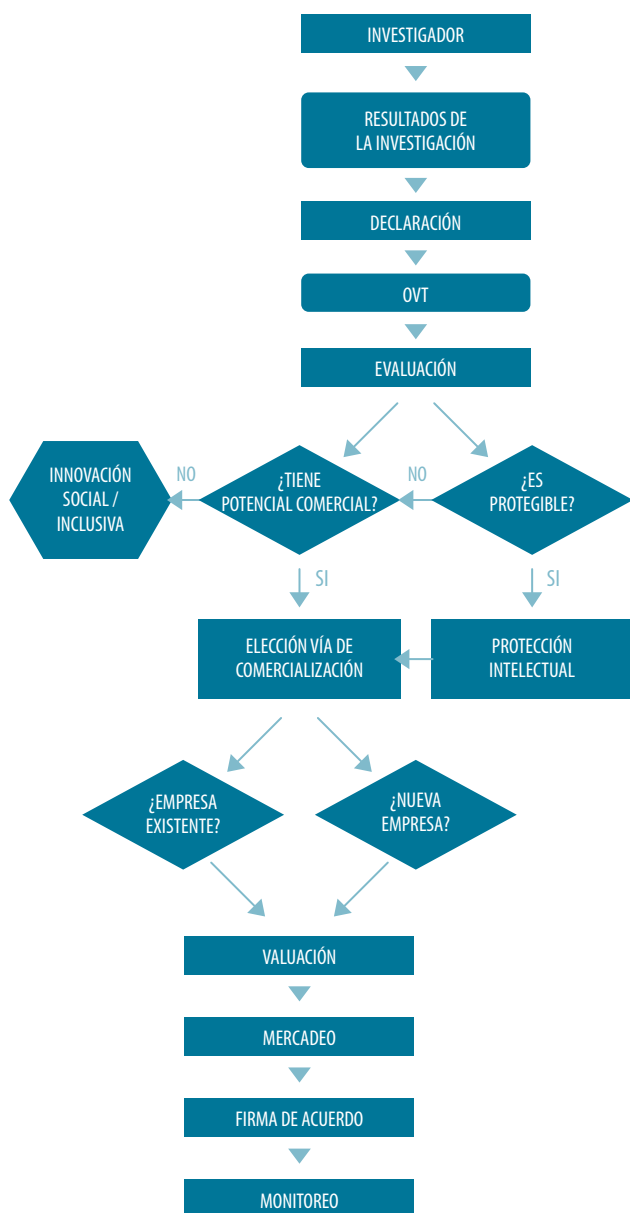 INVESTIGADOR
RESULTADOS DE
LA INVESTIGACIÓN
DECLARACIÓN
OVT
EVALUACIÓN
INNOVACIÓN
SOCIAL /
INCLUSIVA
NO
¿TIENE
POTENCIAL COMERCIAL?
NO
¿ES
PROTEGIBLE?
SI
SI
ELECCIÓN VÍA DE
COMERCIALIZACIÓN
PROTECCIÓN
INTELECTUAL
¿EMPRESA
EXISTENTE?
¿NUEVA
EMPRESA?
VALUACIÓN
MERCADEO
FIRMA DE ACUERDO
MONITOREO